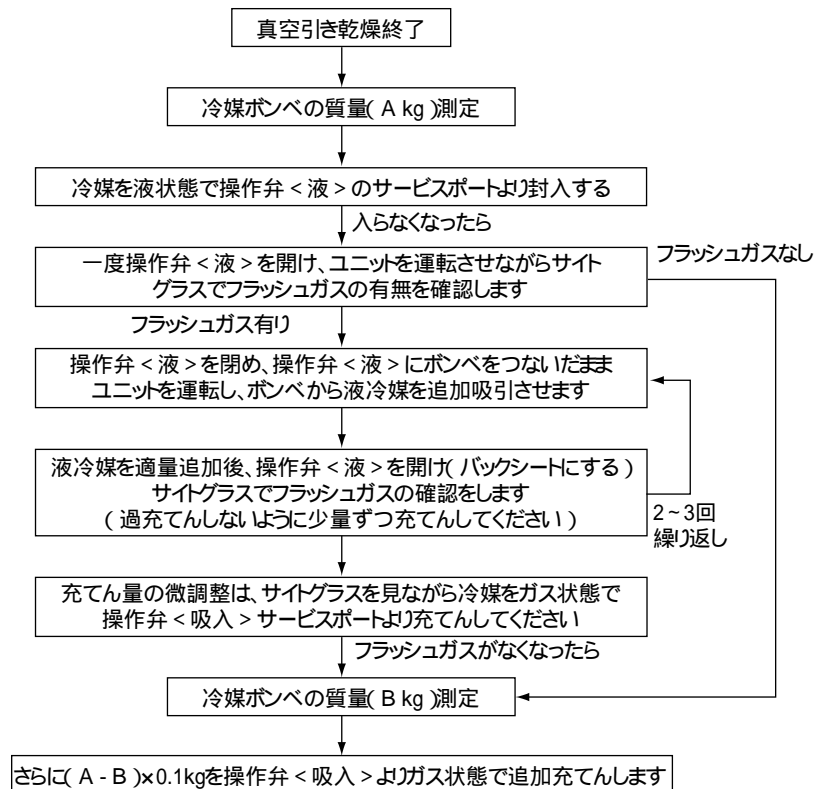 真空引き乾燥終了
冷媒ボンベの質量( A kg )測定
冷媒を液状態で操作弁 < 液 > のサービスポートより封入する
入らなくなったら
一度操作弁 < 液 > を開け、ユニットを運転させながらサイト
グラスでフラッシュガスの有無を確認します
フラッシュガスなし
フラッシュガス有り
操作弁 < 液 > を閉め、操作弁 < 液 > にボンベをつないだまま
ユニットを運転し、ボンベから液冷媒を追加吸引させます
液冷媒を適量追加後、操作弁 < 液 > を開け( バックシートにする )
サイトグラスでフラッシュガスの確認をします
( 過充てんしないように少量ずつ充てんしてください )
2~3回
繰り返し
充てん量の微調整は、サイトグラスを見ながら冷媒をガス状態で
操作弁 < 吸入 > サービスポートより充てんしてください
フラッシュガスがなくなったら
冷媒ボンベの質量( B kg )測定
さらに( A - B )×0.1kgを操作弁 < 吸入 > よりガス状態で追加充てんします